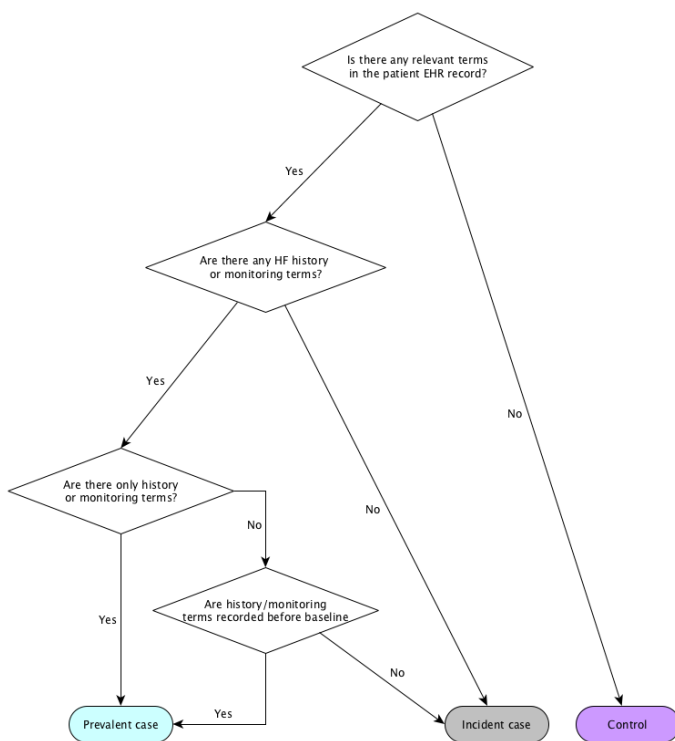 Is there any relevant terms
in the patient EHR record?
Yes
Are there any HF history
or monitoring terms?
Yes
No
Are there only history
or monitoring terms?
No
No
Are history/monitoring
terms recorded before baseline
Yes
No
Yes
Prevalent case
Incident case
Control